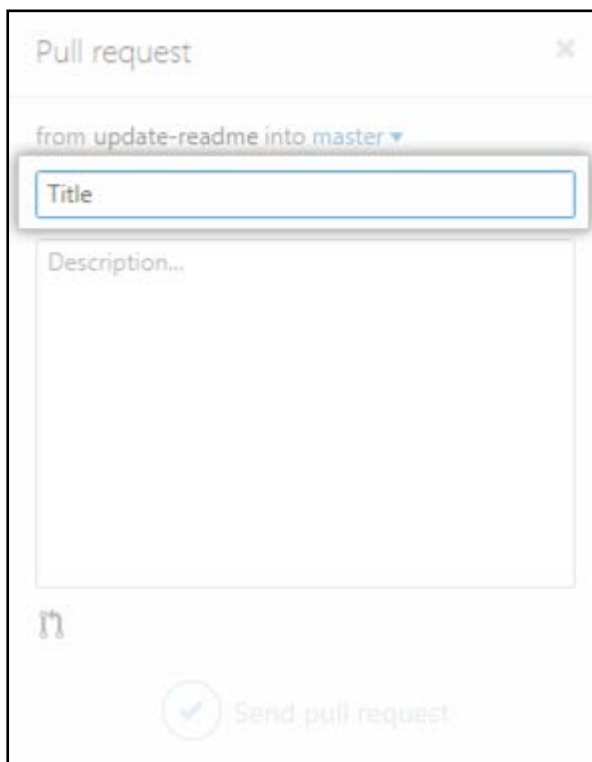 Pull request
from update-readme into master
Title
Description...
Send pull request